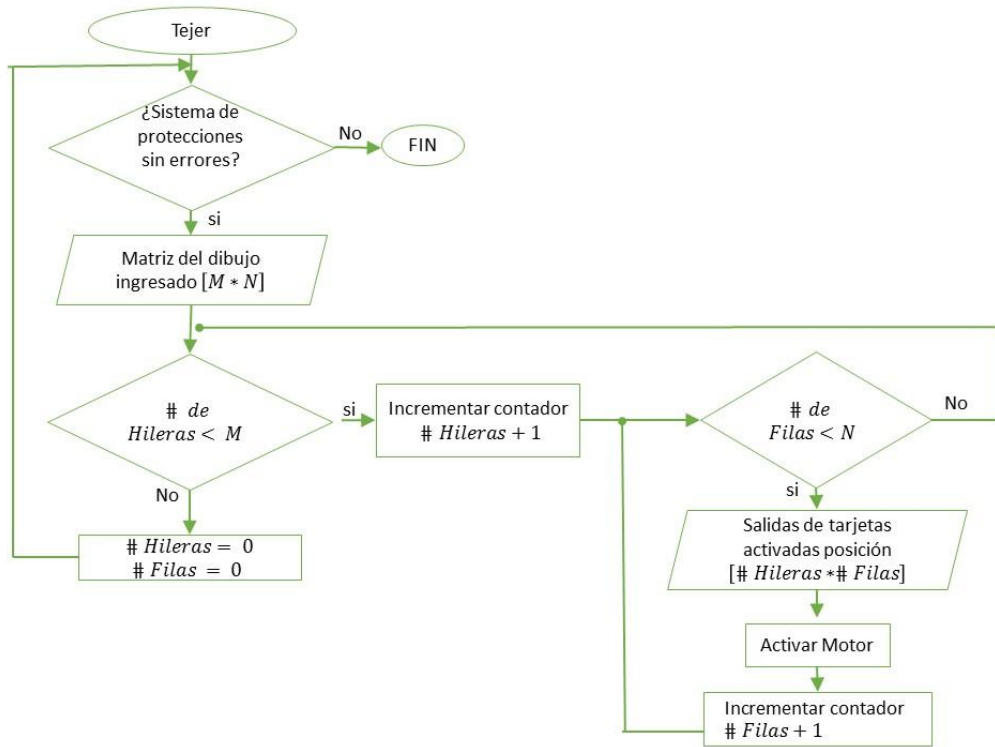 Tejer
¿Sistema de
protecciones
sin errores?
No
FIN
si
Matriz del dibujo
ingresado [M * N]
# de
Hileras < M
si
Incrementar contador
# Hileras + 1
# de
Filas < N
No
No
# Hileras = 0
# Filas = 0
si
Salidas de tarjetas
activadas posición
[# Hileras *# Filas]
Activar Motor
Incrementar contador
# Filas + 1